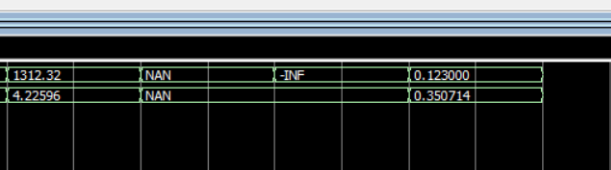 1312.32 NAN -INF 0.123000
4.22596 NAN 0.350714